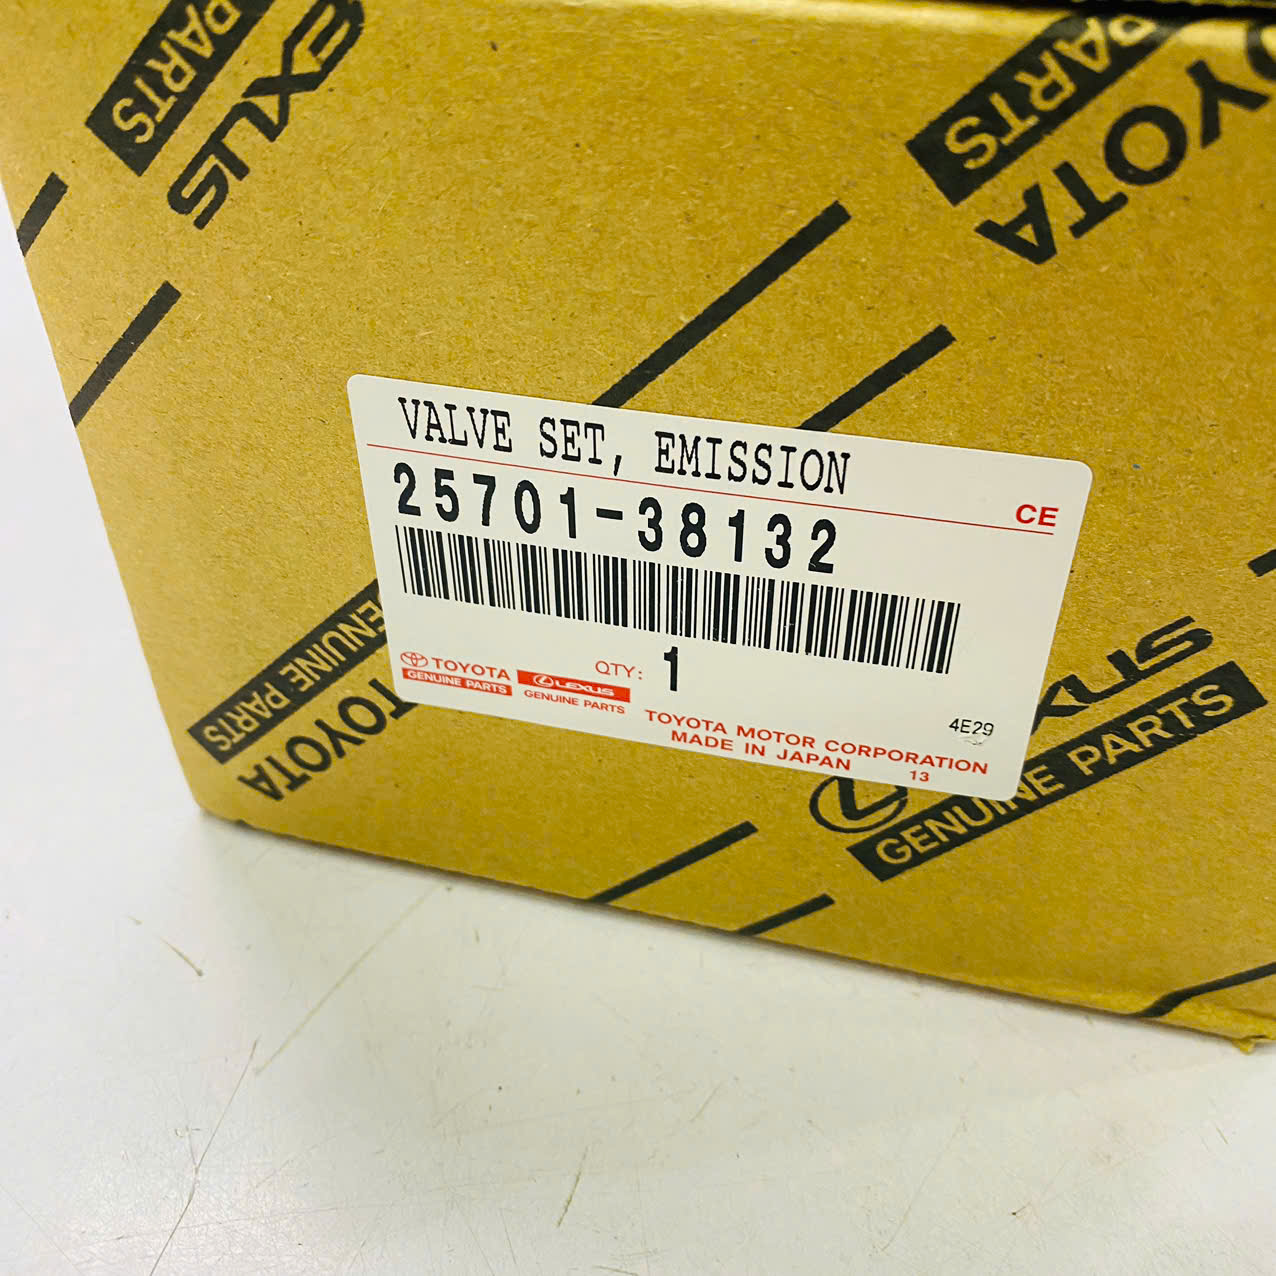 LEXUS
PARTS
TOYOTA
PARTS
VALVE SET, EMISSION
25701-38132
CE
QTY: 1
TOYOTA
GENUINE PARTS
LEXUS
GENUINE PARTS
4E29
TOYOTA MOTOR CORPORATION
MADE IN JAPAN 13
GENUINE PARTS
TOYOTA
LEXUS
GENUINE PARTS